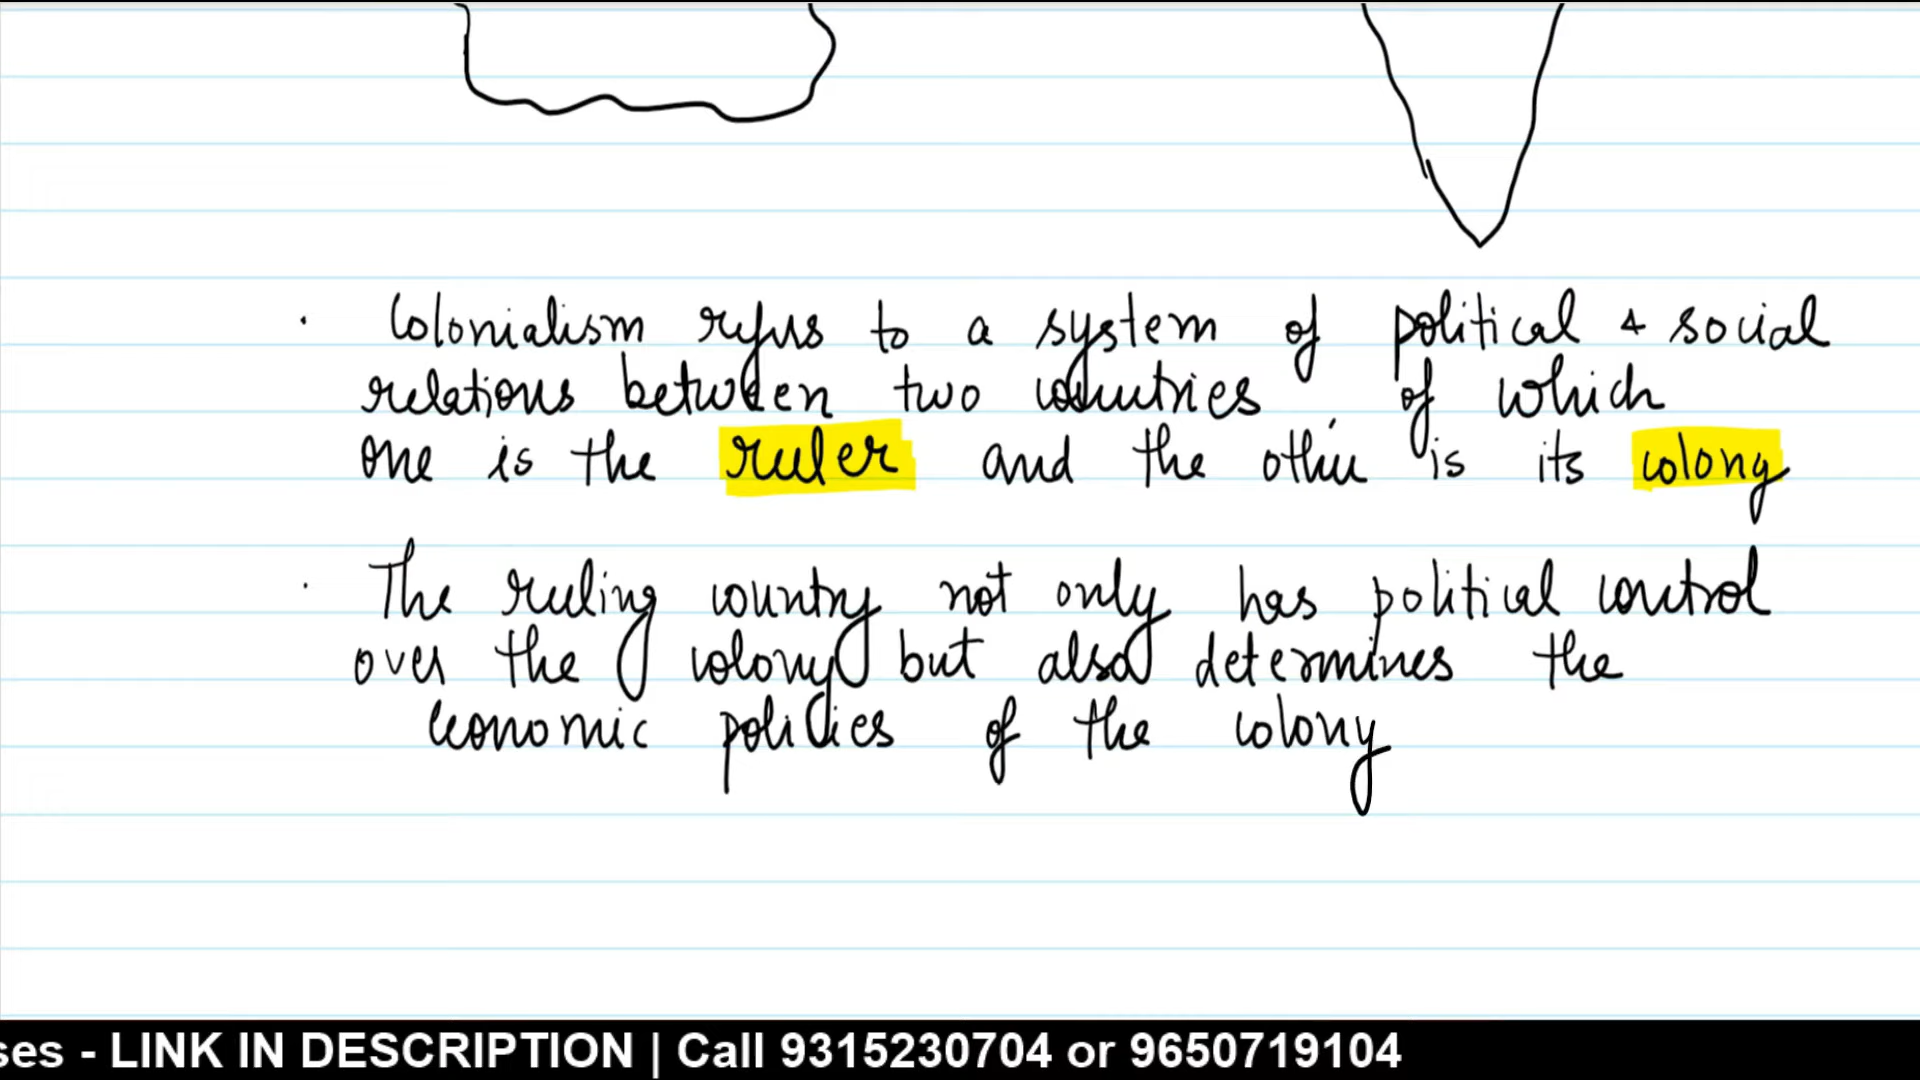 · Colonialism refers to a system of political & social
relations between two countries of which
one is the ruler and the other is its colony
· The ruling country not only has political control
over the colony but also determines the
economic policies of the colony
ses - LINK IN DESCRIPTION | Call 9315230704 or 9650719104